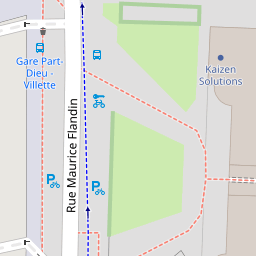 Gare Part-
Dieu -
Villette
Kaizen
Solutions
Rue Maurice Flandin
P
P